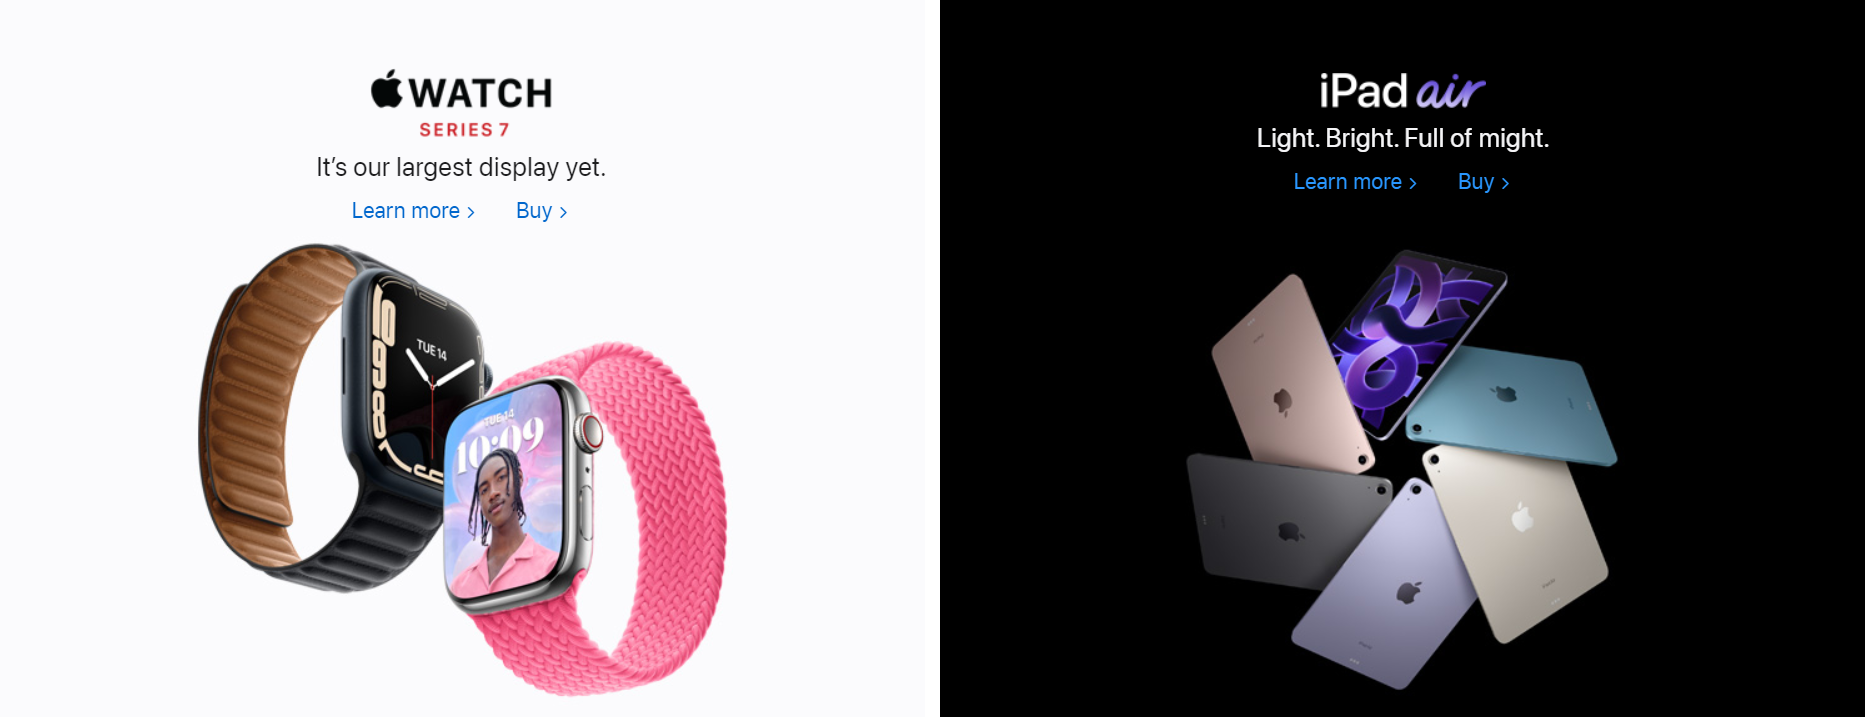 WATCH
SERIES 7
It's our largest display yet.
Learn more >
Buy >
TUE 14
TUE 14
10:09
iPad air
Light. Bright. Full of might.
Learn more >
Buy >